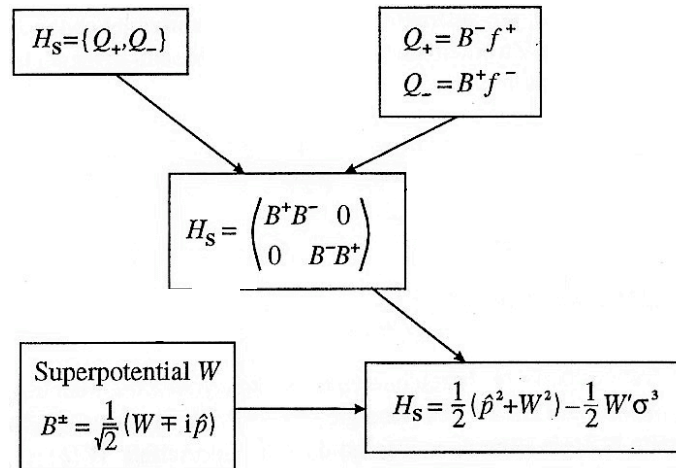 H_S={Q_+,Q_-}
Q_+=B^- f^+
Q_-=B^+ f^-
H_S = (B^+B^- 0
0 B^-B^+)
Superpotential W
B^± = 1/√2 (W ∓ i p̂)
H_S = 1/2 (p̂^2+W^2) – 1/2 W'σ^3